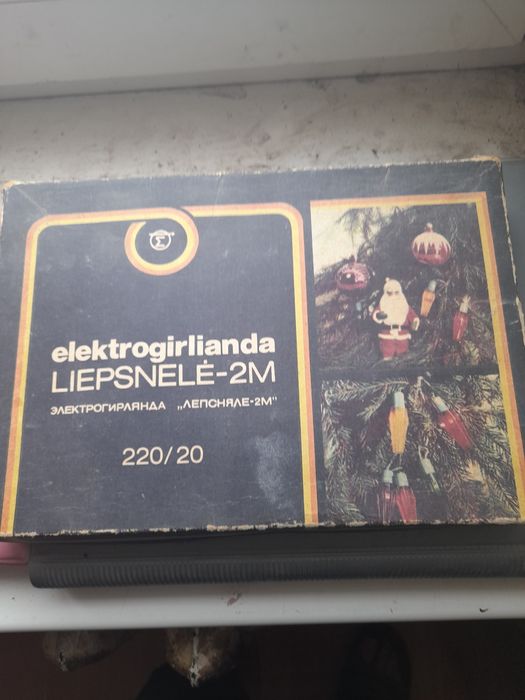 elektrogirlianda
LIEPSNELĖ-2M
ЭЛЕКТРОГИРЛЯНДА „ЛЕПСНЯЛЕ-2М"
220/20